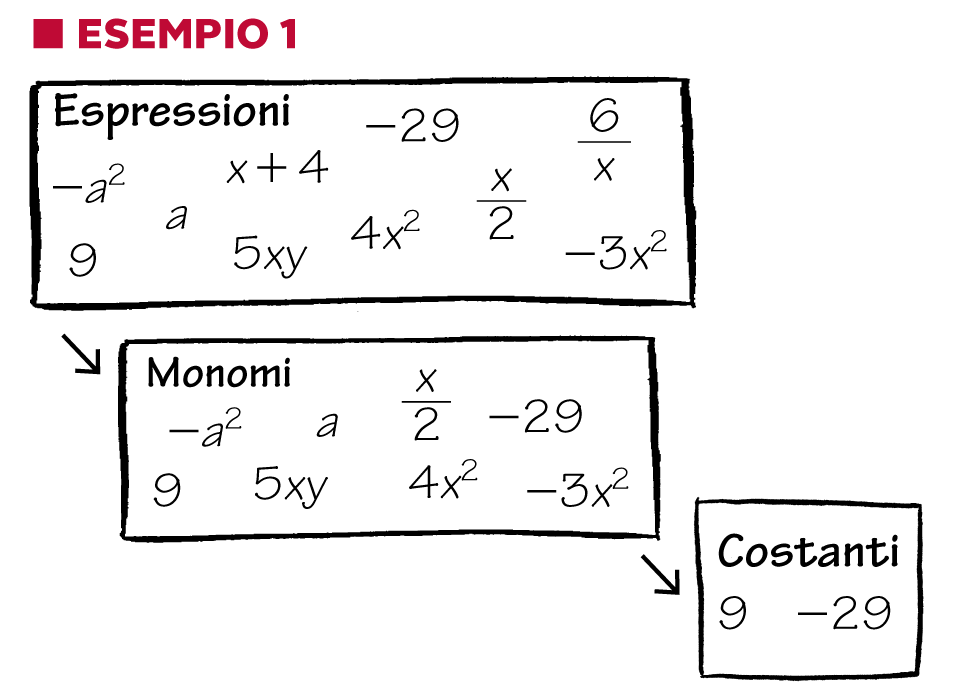 ESEMPIO 1
Espressioni
−29
6/x
−a²
x + 4
x/2
a
4x²
9
5xy
−3x²
Monomi
x/2
−a²
a
−29
9
5xy
4x²
−3x²
Costanti
9 −29